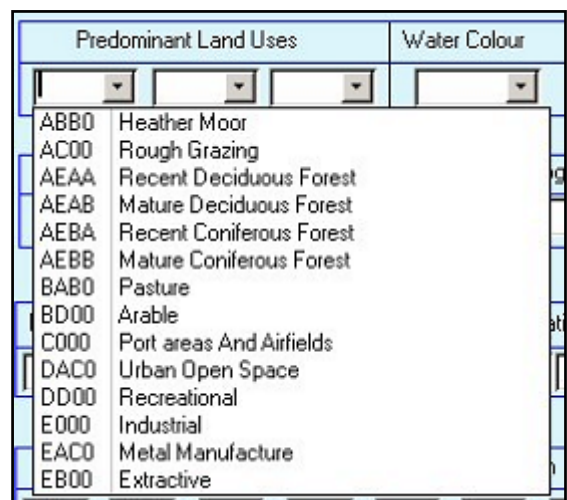 Predominant Land Uses Water Colour
ABB0 Heather Moor
AC00 Rough Grazing
AEAA Recent Deciduous Forest
AEAB Mature Deciduous Forest
AEBA Recent Coniferous Forest
AEBB Mature Coniferous Forest
BAB0 Pasture
BD00 Arable
C000 Port areas And Airfields
DAC0 Urban Open Space
DD00 Recreational
E000 Industrial
EAC0 Metal Manufacture
EB00 Extractive